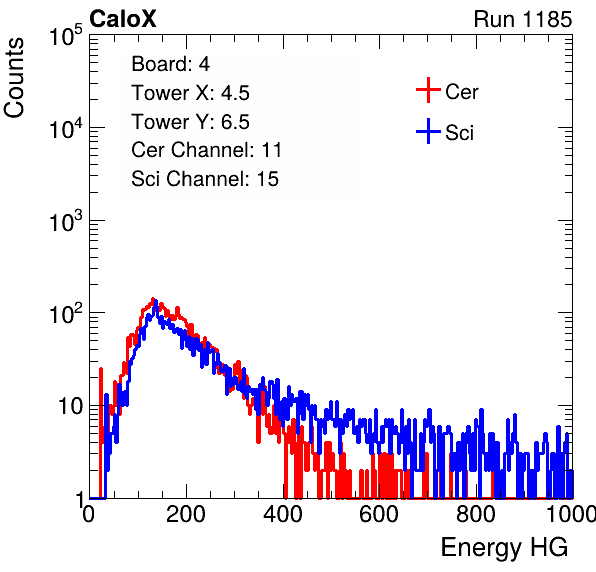 CaloX Run 1185
Counts
10^5
10^4
10^3
10^2
10
1
Board: 4
Tower X: 4.5
Tower Y: 6.5
Cer Channel: 11
Sci Channel: 15
Cer
Sci
0 200 400 600 800 1000
Energy HG